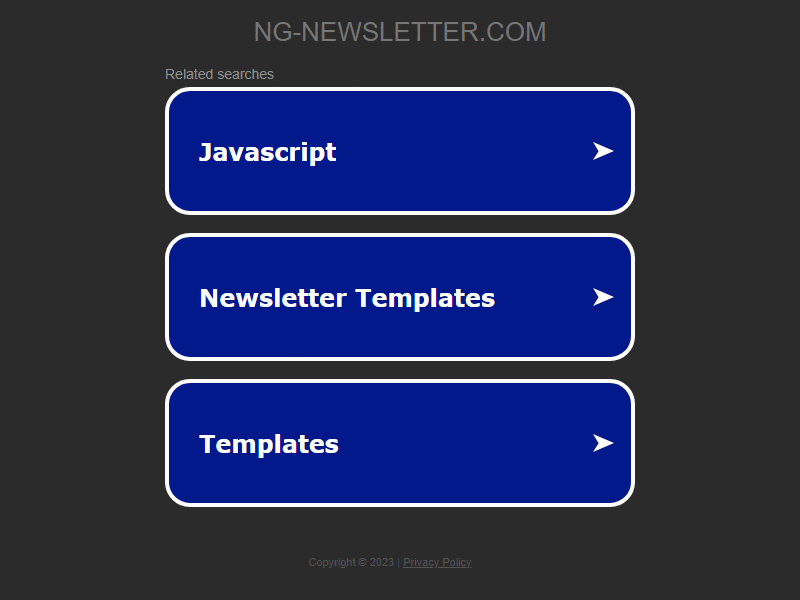 NG-NEWSLETTER.COM
Related searches
Javascript
Newsletter Templates
Templates
Copyright © 2023 | Privacy Policy